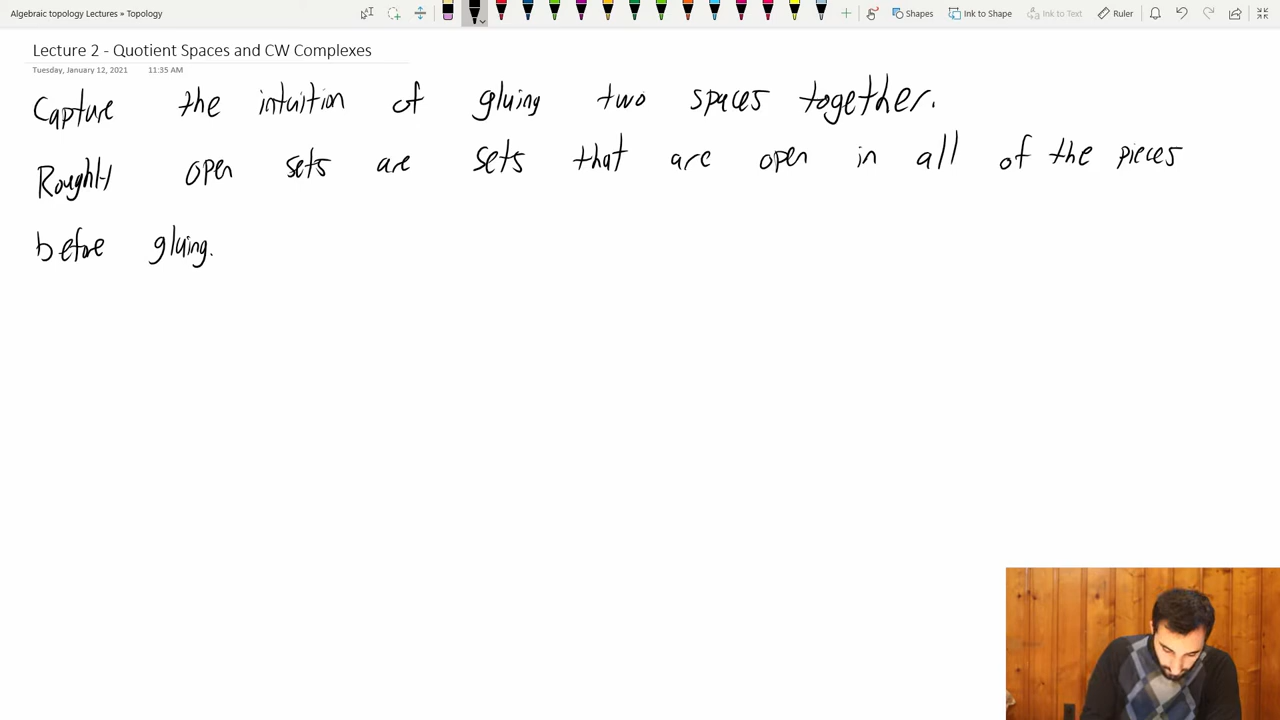 Algebraic topology Lectures » Topology
Shapes Ink to Shape Ink to Text Ruler
Lecture 2 - Quotient Spaces and CW Complexes
Tuesday, January 12, 2021 11:35 AM
Capture the intuition of gluing two spaces together.
Roughly open sets are sets that are open in all of the pieces
before gluing.